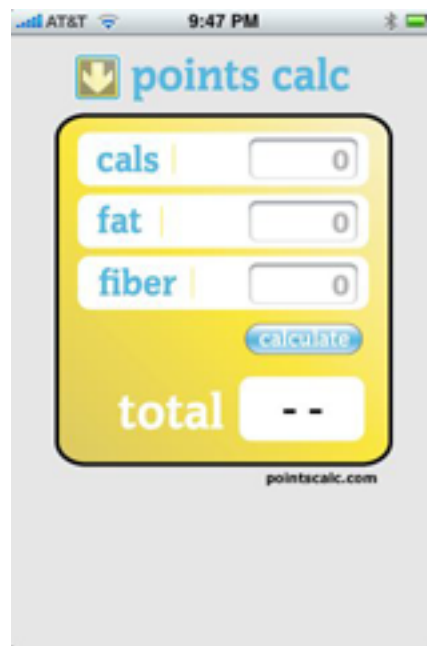 AT&T 9:47 PM
points calc
cals 0
fat 0
fiber 0
calculate
total --
pointscalc.com